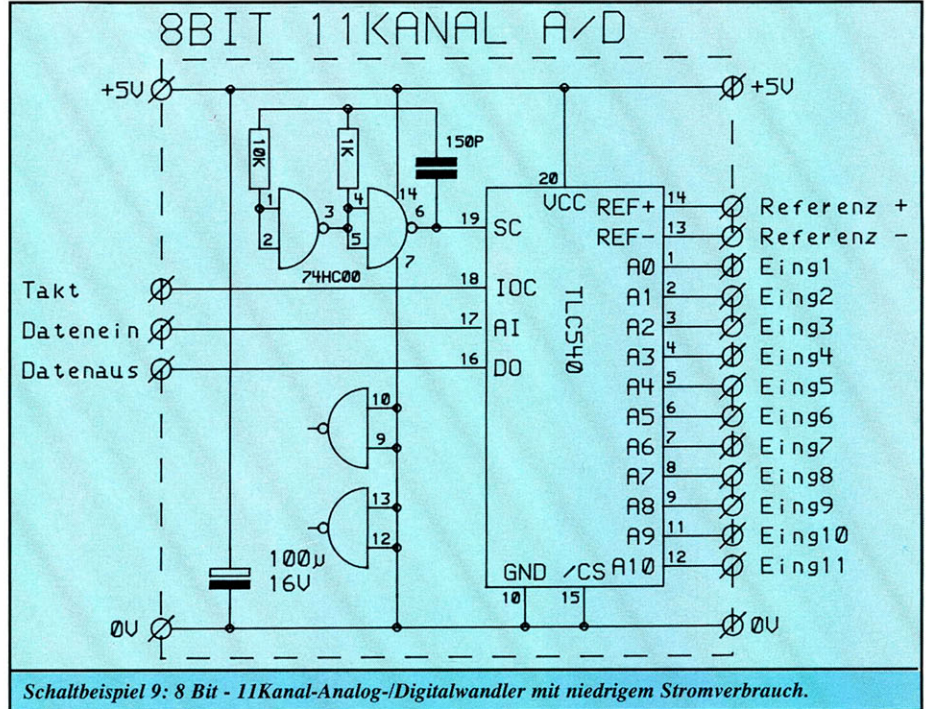 8BIT 11KANAL A/D
+5V
+5V
10K
1K
150P
1
2
3
4
5
14
6
7
74HC00
20
VCC
19
SC
18
IOC
17
AI
16
DO
TLC540
REF+ 14 Referenz +
REF- 13 Referenz -
A0 1 Eing1
A1 2 Eing2
A2 3 Eing3
A3 4 Eing4
A4 5 Eing5
A5 6 Eing6
A6 7 Eing7
A7 8 Eing8
A8 9 Eing9
A9 11 Eing10
A10 12 Eing11
Takt
Datenein
Datenaus
10
9
13
12
100µ
16V
GND
/CS
10
15
0V
0V
Schaltbeispiel 9: 8 Bit - 11Kanal-Analog-/Digitalwandler mit niedrigem Stromverbrauch.